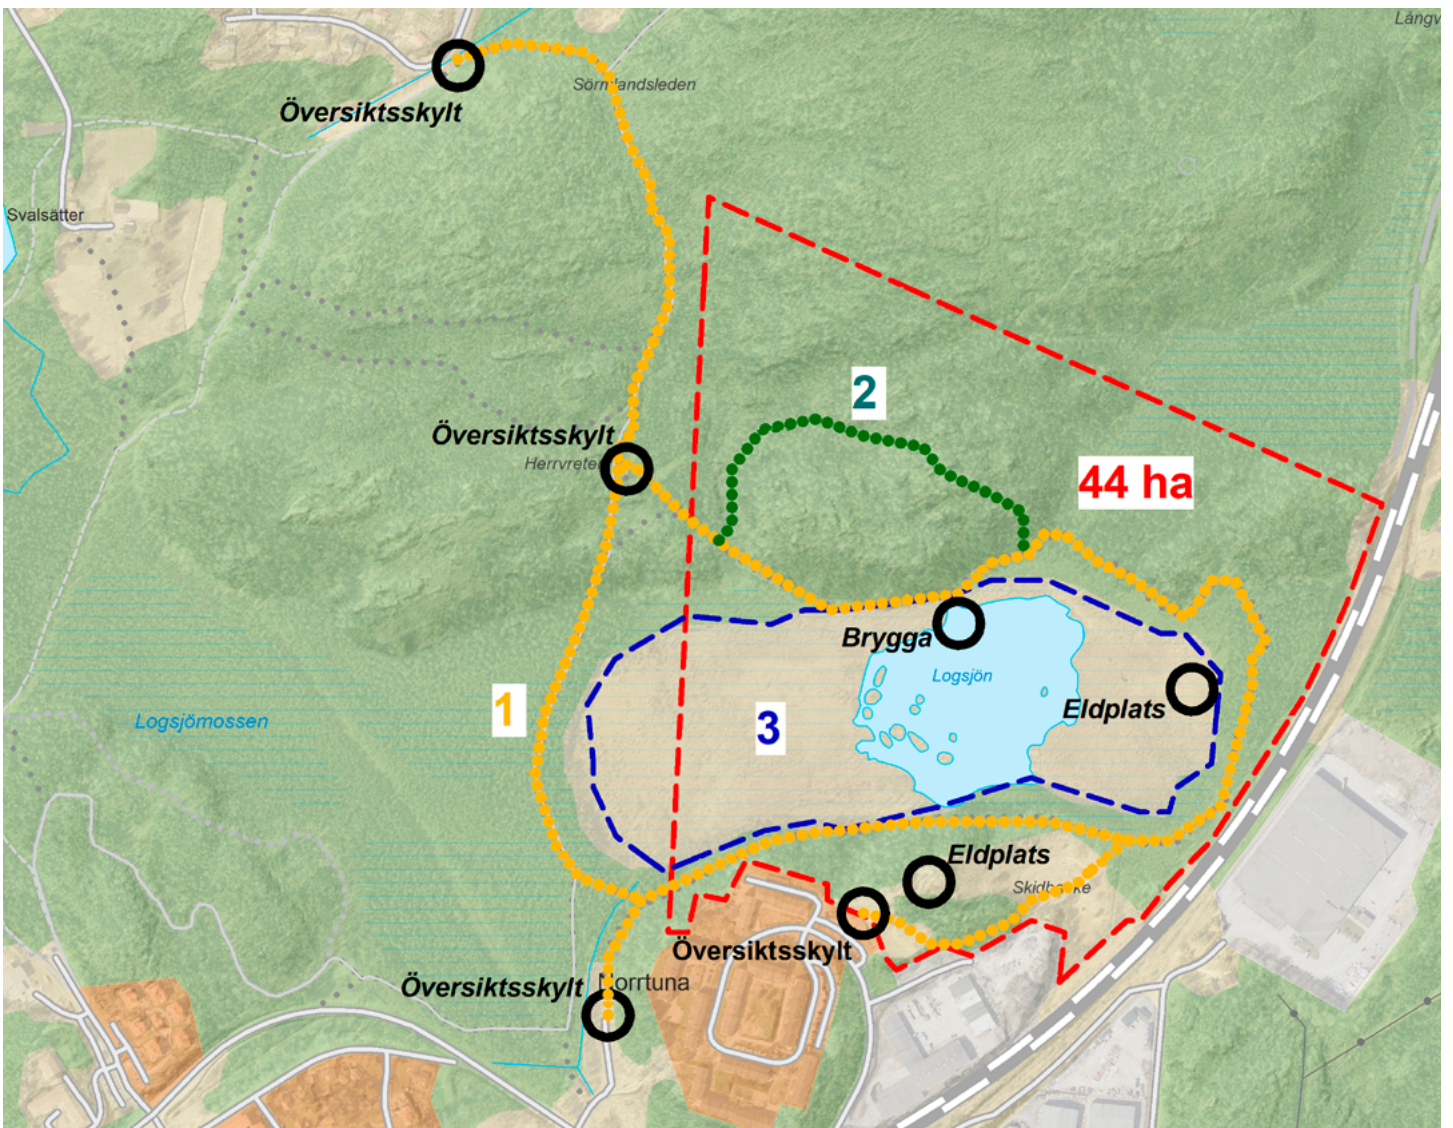 Långv
Sörmlandsleden
Översiktsskylt
Svalsätter
2
Översiktsskylt
Herrvreten
44 ha
Brygga
Logsjön
1
Eldplats
Logsjömossen
3
Eldplats
Skidbacke
Översiktsskylt
Norrtuna
Översiktsskylt